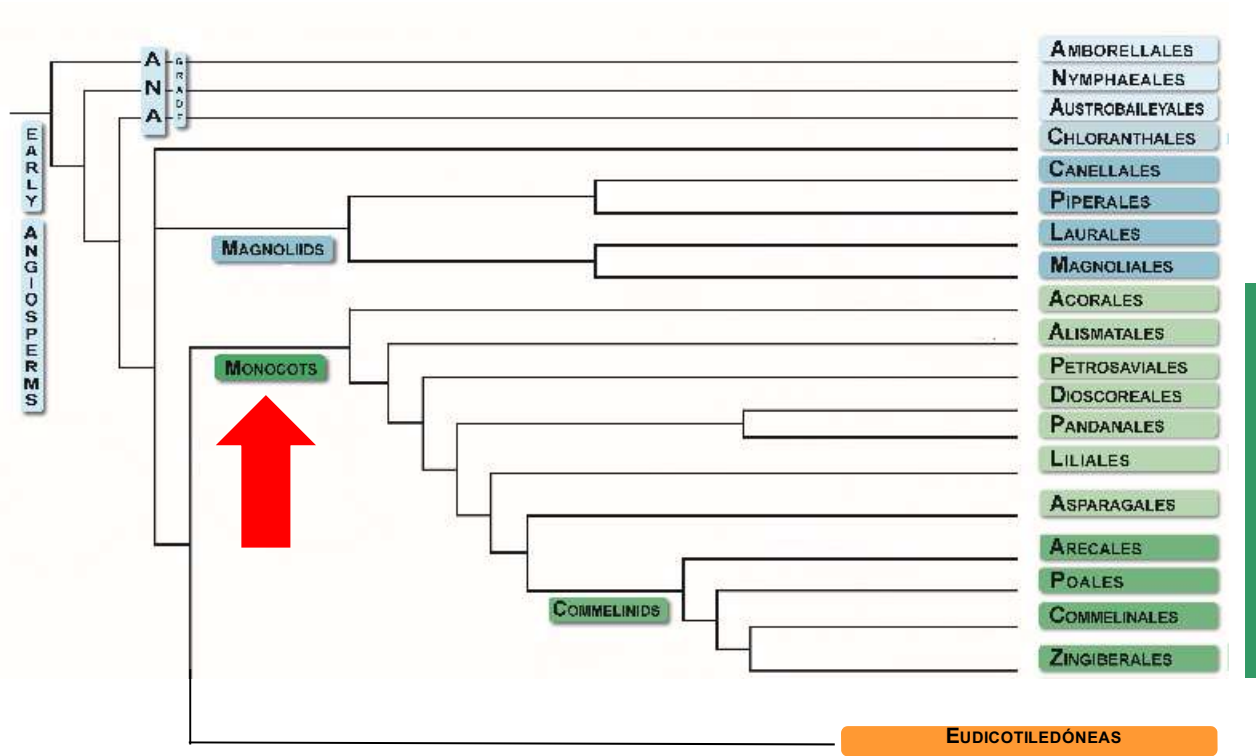 EARLY ANGIOSPERMS
ANA
GRADE
AMBORELLALES
NYMPHAEALES
AUSTROBAILEYALES
CHLORANTHALES
CANELLALES
PIPERALES
MAGNOLIIDS
LAURALES
MAGNOLIALES
ACORALES
ALISMATALES
MONOCOTS
PETROSAVIALES
DIOSCOREALES
PANDANALES
LILIALES
ASPARAGALES
ARECALES
POALES
COMMELINIDS
COMMELINALES
ZINGIBERALES
EUDICOTILEDÓNEAS